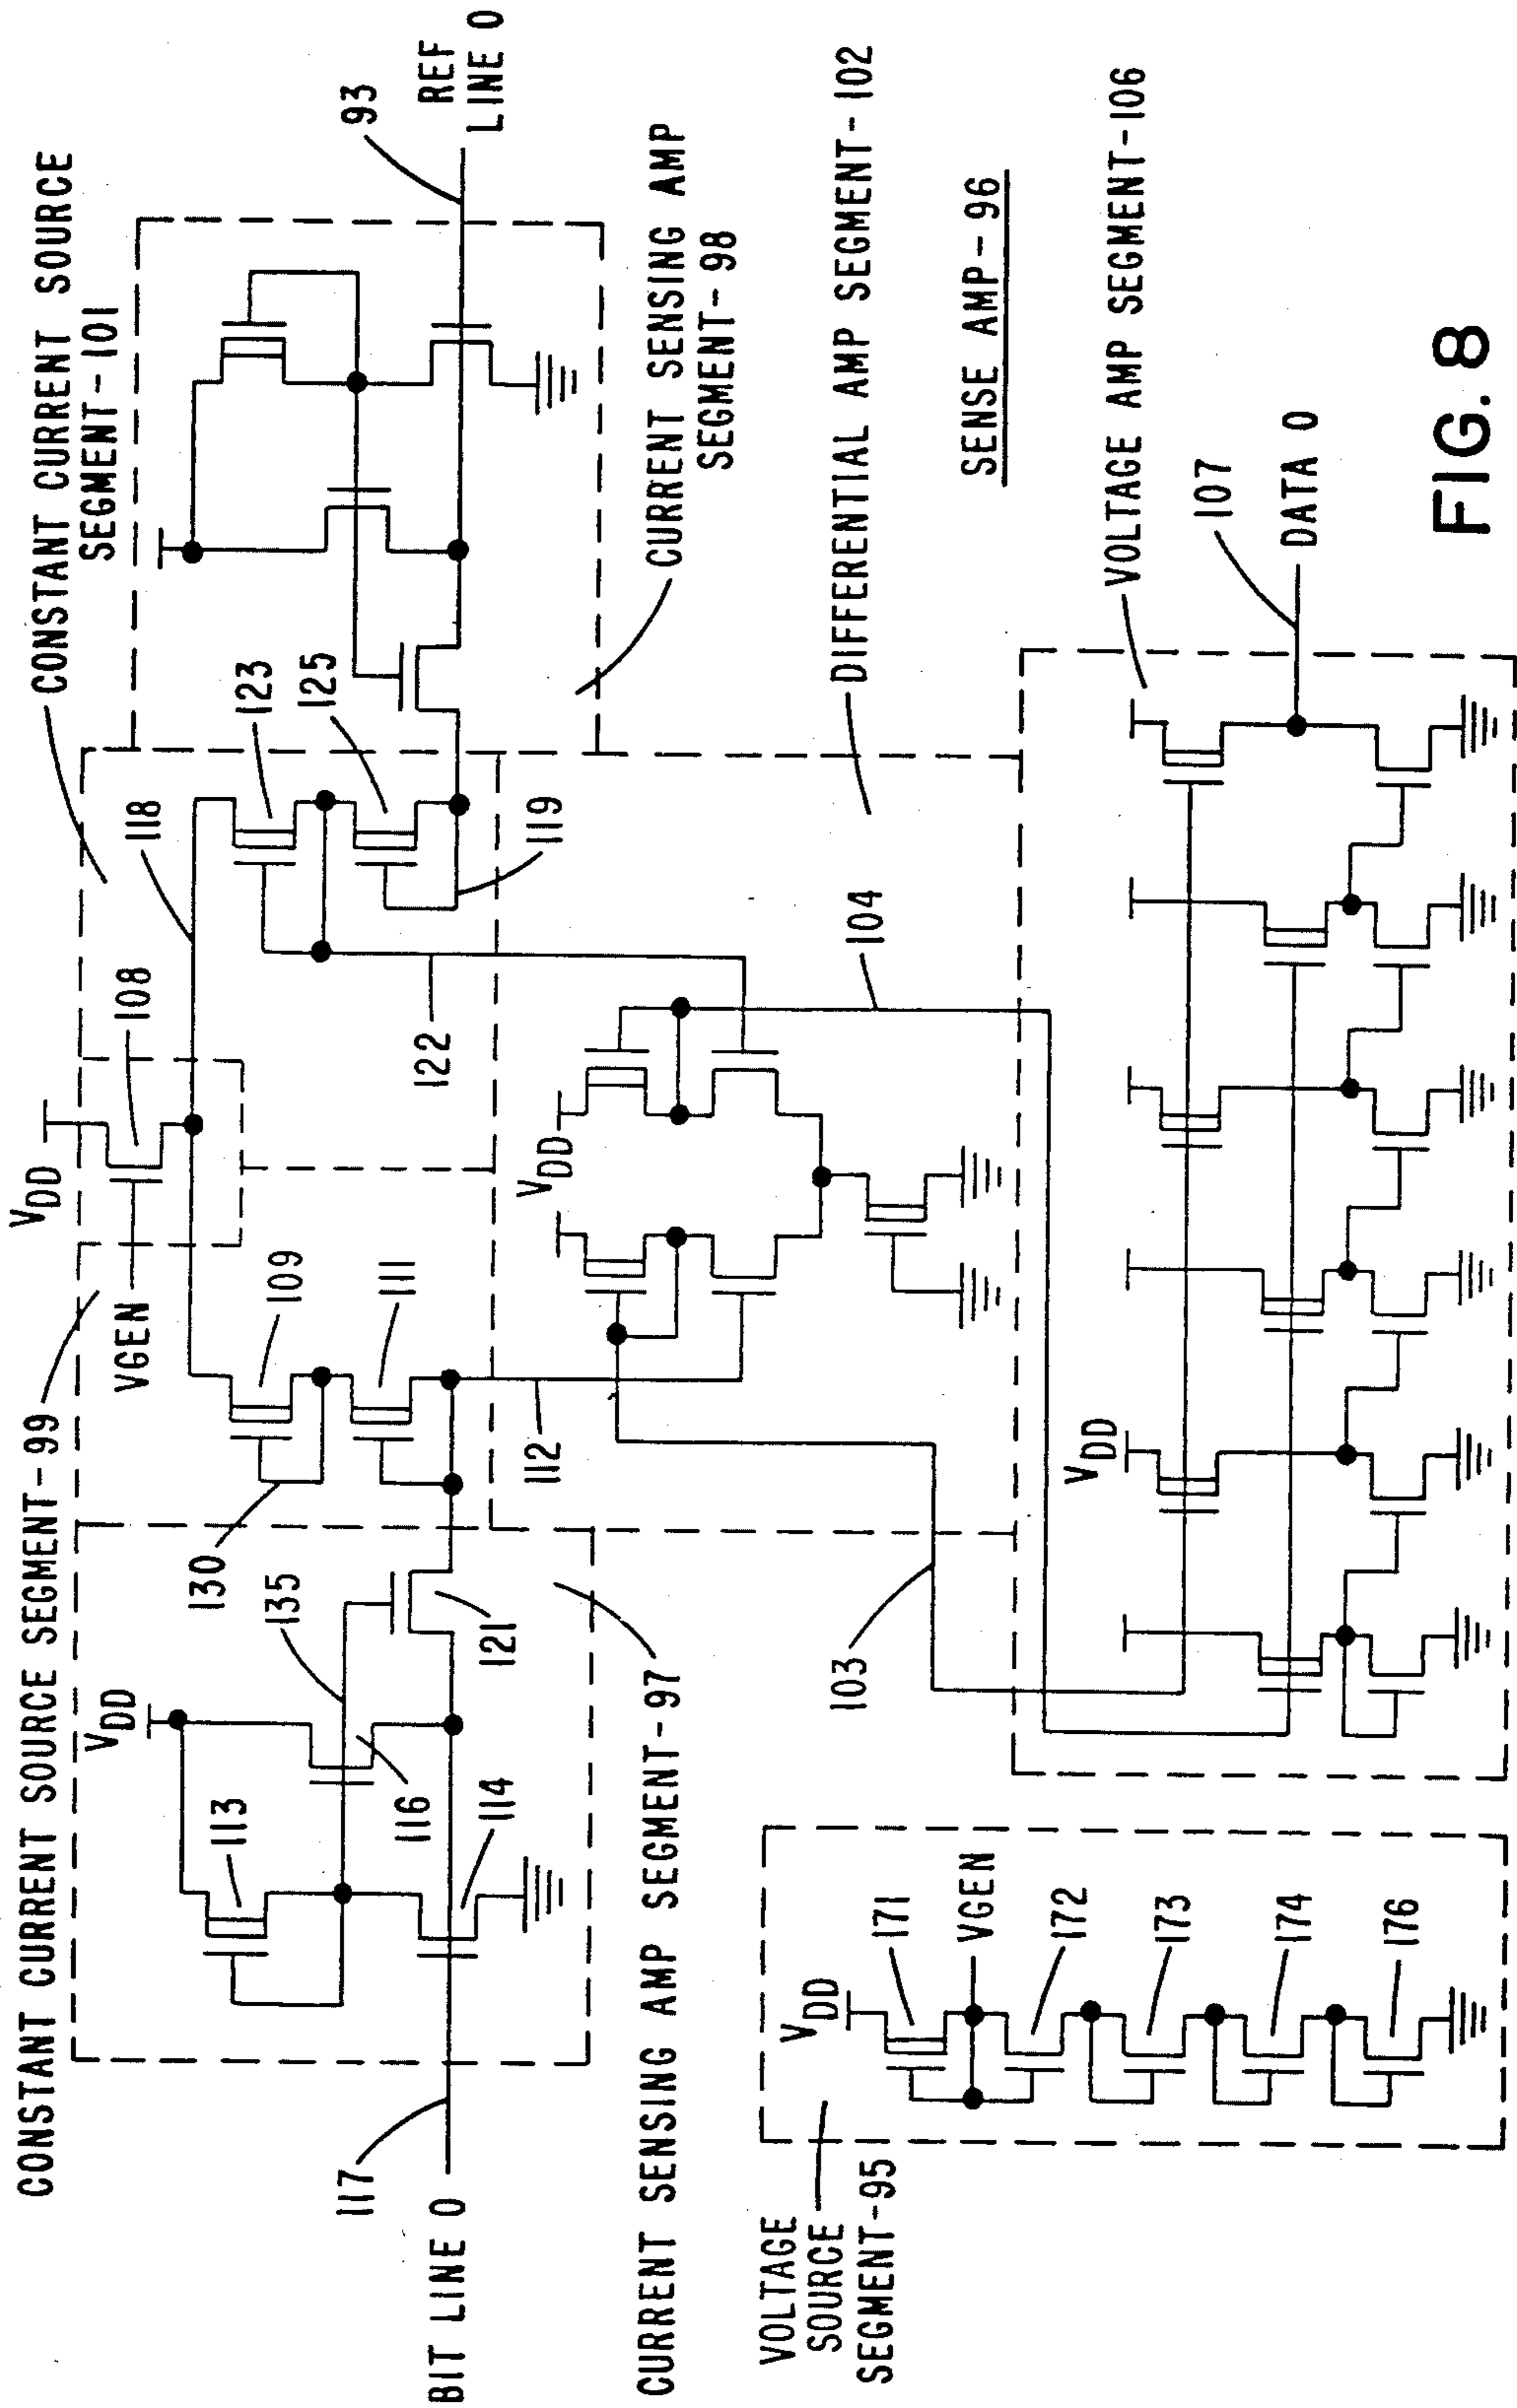 CONSTANT CURRENT SOURCE SEGMENT-99
CONSTANT CURRENT SOURCE
SEGMENT-101
VDD
VGEN
108
118
109
111
130
123
125
119
122
112
VDD
113
135
116
114
121
117
BIT LINE 0
93
REF
LINE 0
CURRENT SENSING AMP SEGMENT-97
CURRENT SENSING AMP
SEGMENT-98
VDD
104
103
DIFFERENTIAL AMP SEGMENT-102
SENSE AMP-96
VOLTAGE
SOURCE
SEGMENT-95
VDD
171
VGEN
172
173
174
176
VDD
VOLTAGE AMP SEGMENT-106
107
DATA 0
FIG. 8